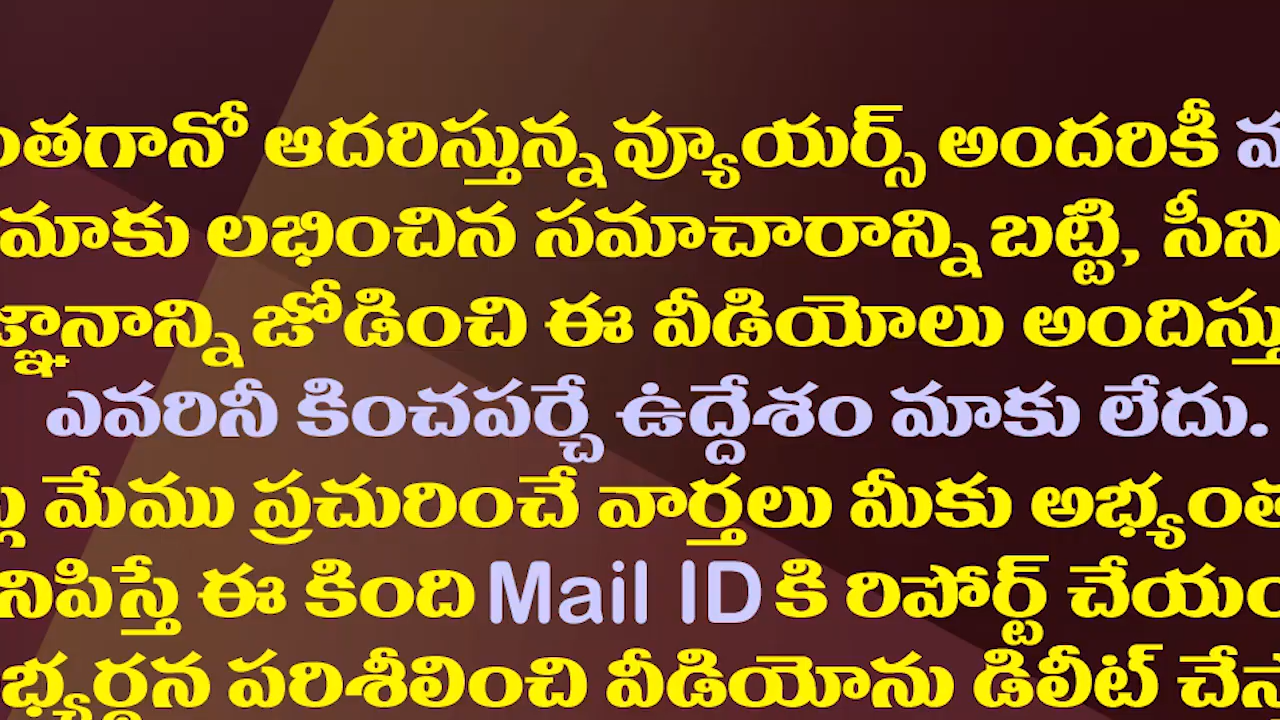 ంతగానో ఆదరిస్తున్న వ్యూయర్స్ అందరికీ
మాకు లభించిన సమాచారాన్ని బట్టి, సీని
జ్ఞానాన్ని జోడించి ఈ వీడియోలు అందిస్తు
ఎవరినీ కించపర్చే ఉద్దేశం మాకు లేదు.
మేము ప్రచురించే వార్తలు మీకు అభ్యంత
నిపిస్తే ఈ కింది Mail ID కి రిపోర్ట్ చేయం
భ్యర్థన పరిశీలించి వీడియోను డిలీట్ చేస